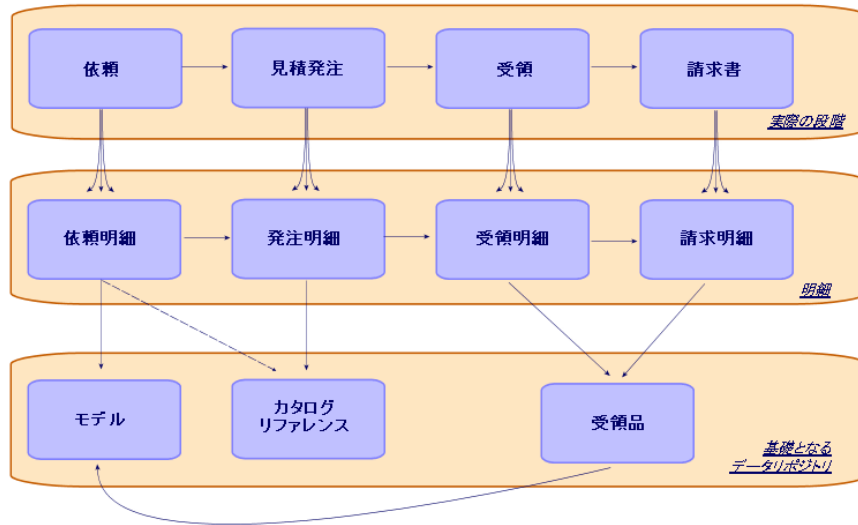 依頼
見積発注
受領
請求書
実際の段階
依頼明細
発注明細
受領明細
請求明細
明細
モデル
カタログ
リファレンス
受領品
基礎となる
データリポジトリ